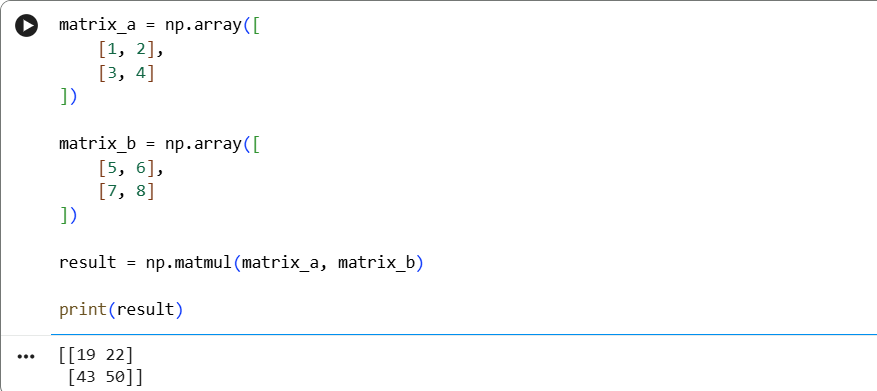 matrix_a = np.array([
    [1, 2],
    [3, 4]
])

matrix_b = np.array([
    [5, 6],
    [7, 8]
])

result = np.matmul(matrix_a, matrix_b)

print(result)

[[19 22]
 [43 50]]